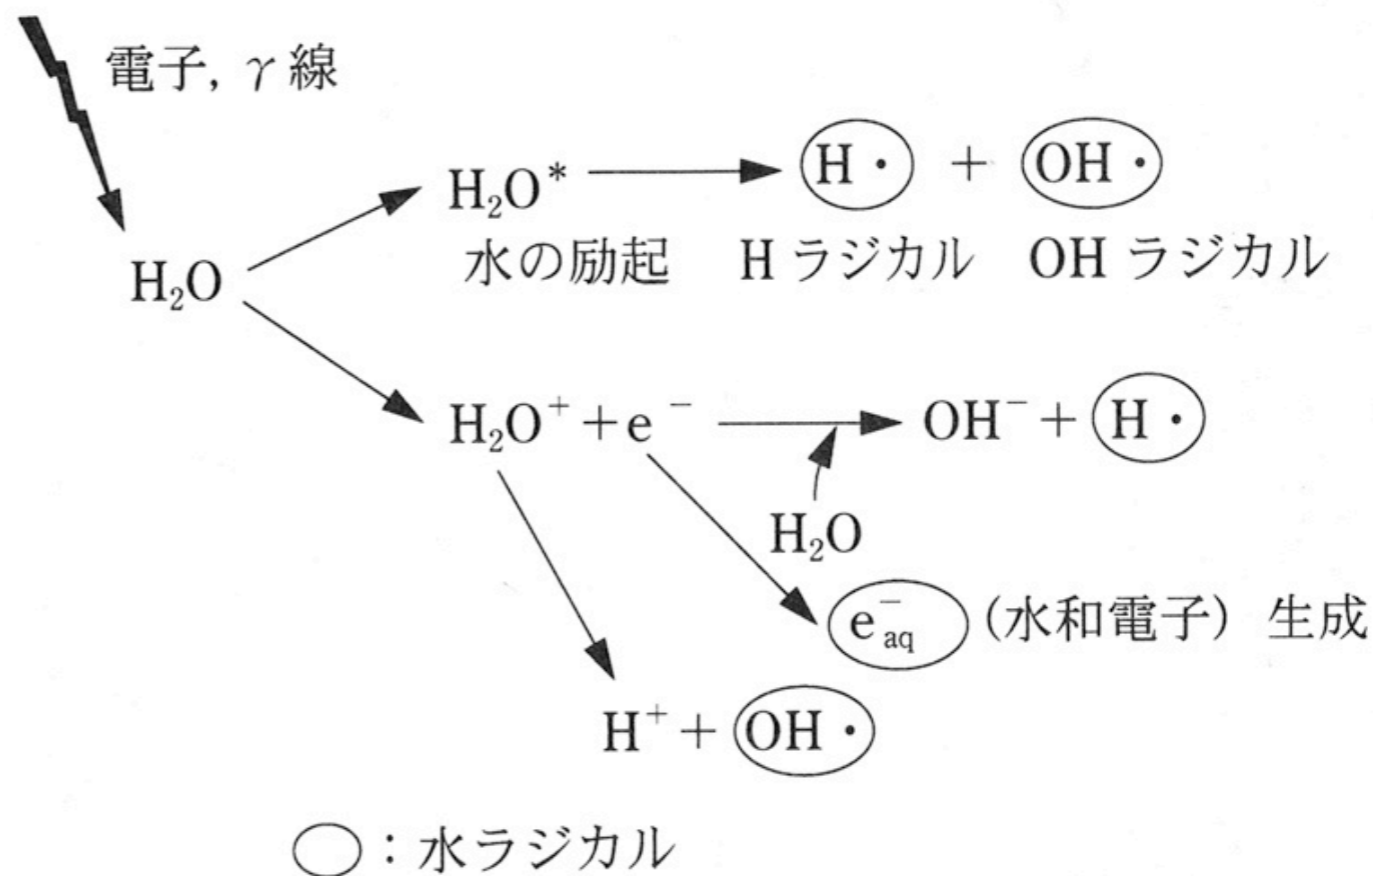 電子, γ線
H₂O* H・ + OH・
水の励起 Hラジカル OHラジカル
H₂O
H₂O⁺+e⁻ OH⁻+H・
H₂O
e⁻aq (水和電子) 生成
H⁺+OH・
○:水ラジカル